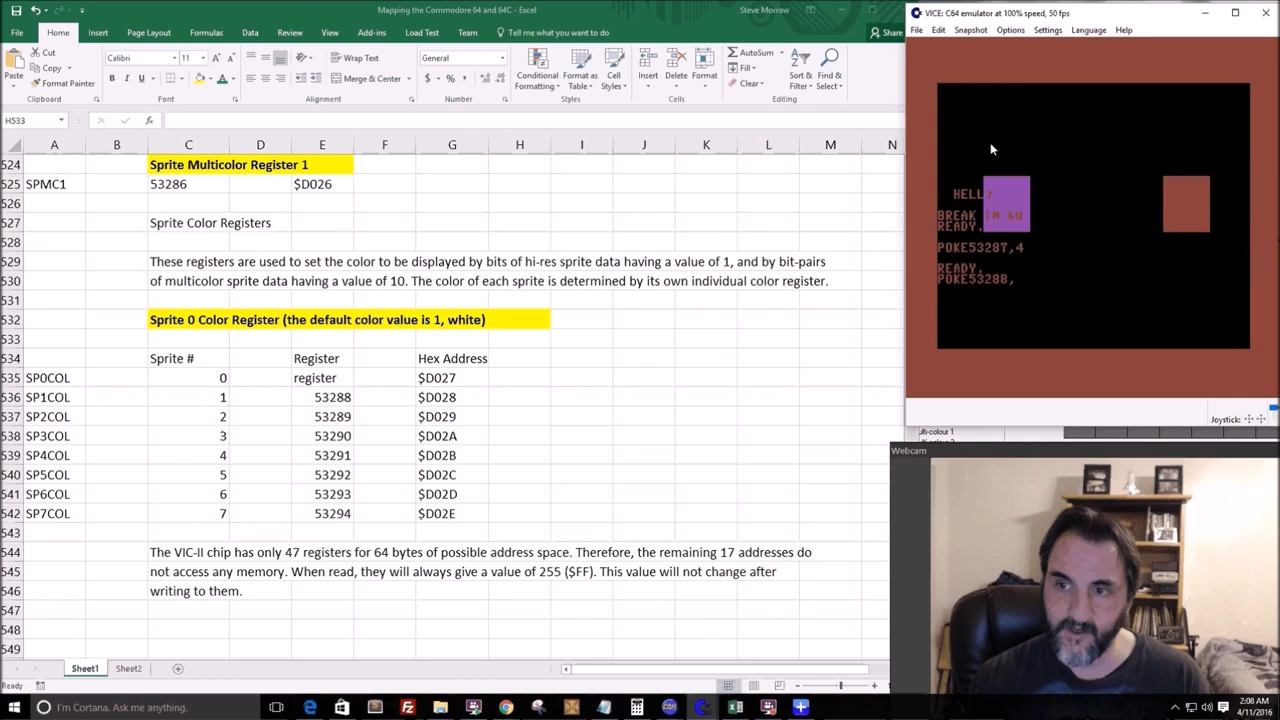 Mapping the Commodore 64 and 64C - Excel
Steve Morrow
File Home Insert Page Layout Formulas Data Review View Add-ins Load Test Team Tell me what you want to do Share
Paste
Cut
Copy
Format Painter
Clipboard
Calibri 11
B I U
Font
Wrap Text
Merge & Center
Alignment
General
$ % ,
Number
Conditional Formatting
Format as Table
Cell Styles
Styles
Insert Delete Format
Cells
AutoSum
Fill
Clear
Sort & Filter
Find & Select
Editing
H533 fx
A B C D E F G H I J K L M N
524 Sprite Multicolor Register 1
525 SPMC1 53286 $D026
526
527 Sprite Color Registers
528
529 These registers are used to set the color to be displayed by bits of hi-res sprite data having a value of 1, and by bit-pairs
530 of multicolor sprite data having a value of 10. The color of each sprite is determined by its own individual color register.
531
532 Sprite 0 Color Register (the default color value is 1, white)
533
534 Sprite # Register Hex Address
535 SP0COL 0 register $D027
536 SP1COL 1 53288 $D028
537 SP2COL 2 53289 $D029
538 SP3COL 3 53290 $D02A
539 SP4COL 4 53291 $D02B
540 SP5COL 5 53292 $D02C
541 SP6COL 6 53293 $D02D
542 SP7COL 7 53294 $D02E
543
544 The VIC-II chip has only 47 registers for 64 bytes of possible address space. Therefore, the remaining 17 addresses do
545 not access any memory. When read, they will always give a value of 255 ($FF). This value will not change after
546 writing to them.
547
548
549
Sheet1 Sheet2
Ready
VICE: C64 emulator at 100% speed, 50 fps
File Edit Snapshot Options Settings Language Help
BREAK
READY.
POKE53287,4
READY.
POKE53288,
Joystick:
Webcam
I'm Cortana. Ask me anything.
2:08 AM
4/11/2016